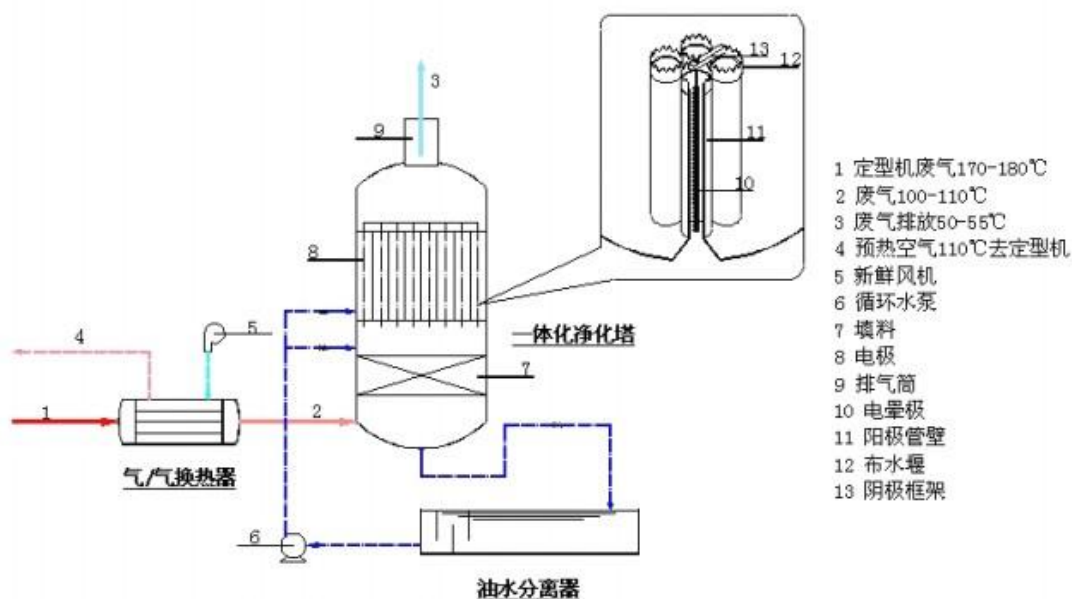 13
12
3
9
11
10
8
1 定型机废气170-180℃
2 废气100-110℃
3 废气排放50-55℃
4 预热空气110℃去定型机
5 新鲜风机
6 循环水泵
7 填料
8 电极
9 排气筒
10 电晕极
11 阳极管壁
12 布水堰
13 阴极框架
4
5
一体化净化塔
7
1
2
气/气换热器
6
油水分离器